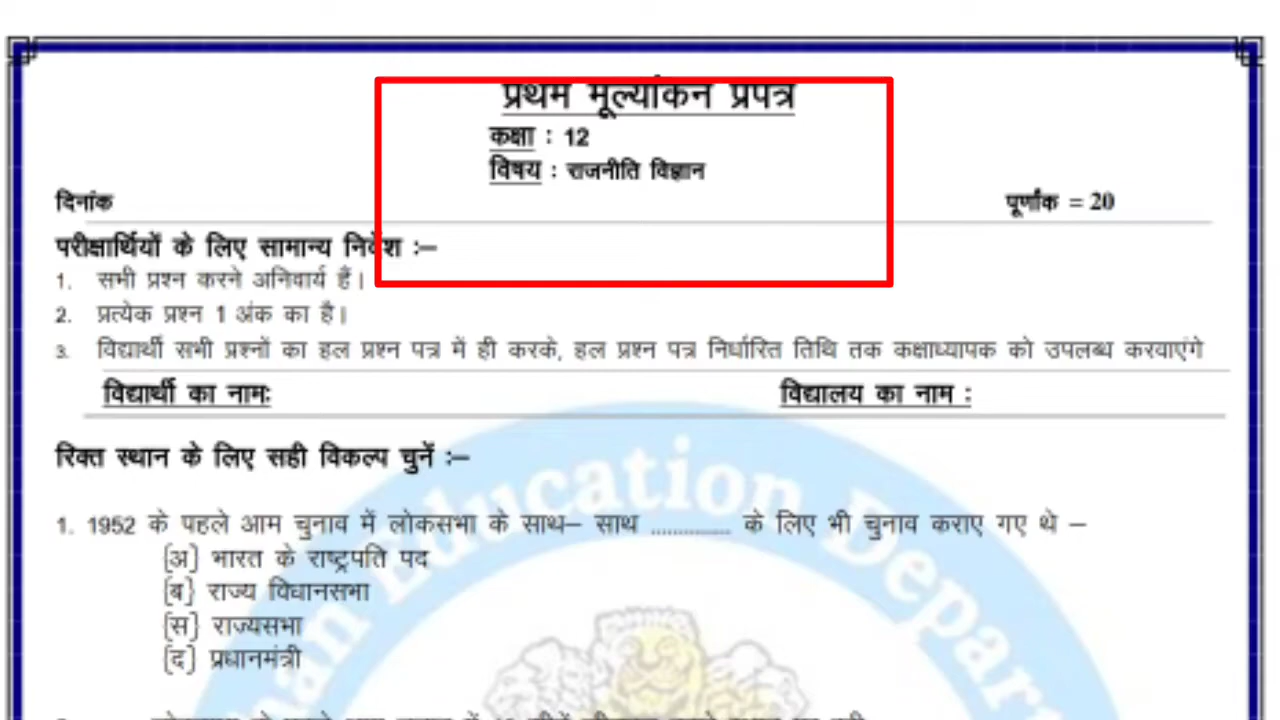 प्रथम मूल्यांकन प्रपत्र
कक्षा : 12
विषय : राजनीति विज्ञान
दिनांक पूर्णांक = 20
परीक्षार्थियों के लिए सामान्य निर्देश :–
1. सभी प्रश्न करने अनिवार्य हैं।
2. प्रत्येक प्रश्न 1 अंक का है।
3. विद्यार्थी सभी प्रश्नों का हल प्रश्न पत्र में ही करके, हल प्रश्न पत्र निर्धारित तिथि तक कक्षाध्यापक को उपलब्ध करवाएंगे
विद्यार्थी का नामः विद्यालय का नाम :
रिक्त स्थान के लिए सही विकल्प चुनें :–
1. 1952 के पहले आम चुनाव में लोकसभा के साथ– साथ .............. के लिए भी चुनाव कराए गए थे –
(अ) भारत के राष्ट्रपति पद
(ब) राज्य विधानसभा
(स) राज्यसभा
(द) प्रधानमंत्री
Education